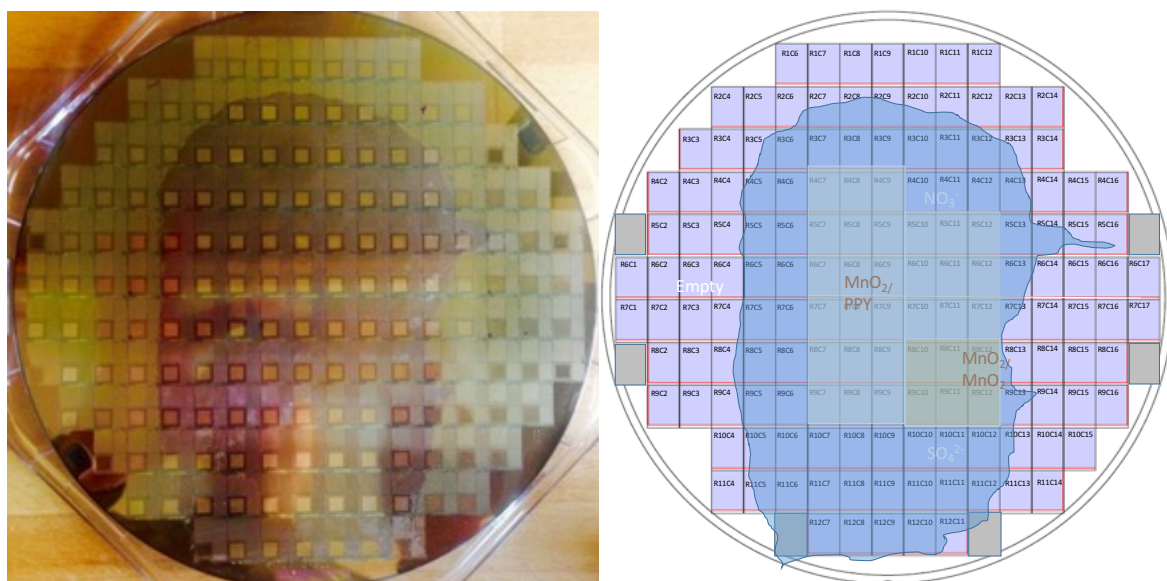 R1C6 R1C7 R1C8 R1C9 R1C10 R1C11 R1C12
R2C4 R2C5 R2C6 R2C7 R2C8 R2C9 R2C10 R2C11 R2C12 R2C13 R2C14
R3C3 R3C4 R3C5 R3C6 R3C7 R3C8 R3C9 R3C10 R3C11 R3C12 R3C13 R3C14
R4C2 R4C3 R4C4 R4C5 R4C6 R4C7 R4C8 R4C9 R4C10 R4C11 R4C12 R4C13 R4C14 R4C15 R4C16
NO₃⁻
R5C2 R5C3 R5C4 R5C5 R5C6 R5C7 R5C8 R5C9 R5C10 R5C11 R5C12 R5C13 R5C14 R5C15 R5C16
R6C1 R6C2 R6C3 R6C4 R6C5 R6C6 R6C7 R6C8 R6C9 R6C10 R6C11 R6C12 R6C13 R6C14 R6C15 R6C16 R6C17
Empty
MnO₂/
PPY
R7C1 R7C2 R7C3 R7C4 R7C5 R7C6 R7C7 R7C8 R7C9 R7C10 R7C11 R7C12 R7C13 R7C14 R7C15 R7C16 R7C17
R8C2 R8C3 R8C4 R8C5 R8C6 R8C7 R8C8 R8C9 R8C10 R8C11 R8C12 R8C13 R8C14 R8C15 R8C16
MnO₂/
MnO₂
R9C2 R9C3 R9C4 R9C5 R9C6 R9C7 R9C8 R9C9 R9C10 R9C11 R9C12 R9C13 R9C14 R9C15 R9C16
R10C4 R10C5 R10C6 R10C7 R10C8 R10C9 R10C10 R10C11 R10C12 R10C13 R10C14 R10C15
SO₄²⁻
R11C4 R11C5 R11C6 R11C7 R11C8 R11C9 R11C10 R11C11 R11C12 R11C13 R11C14
R12C7 R12C8 R12C9 R12C10 R12C11